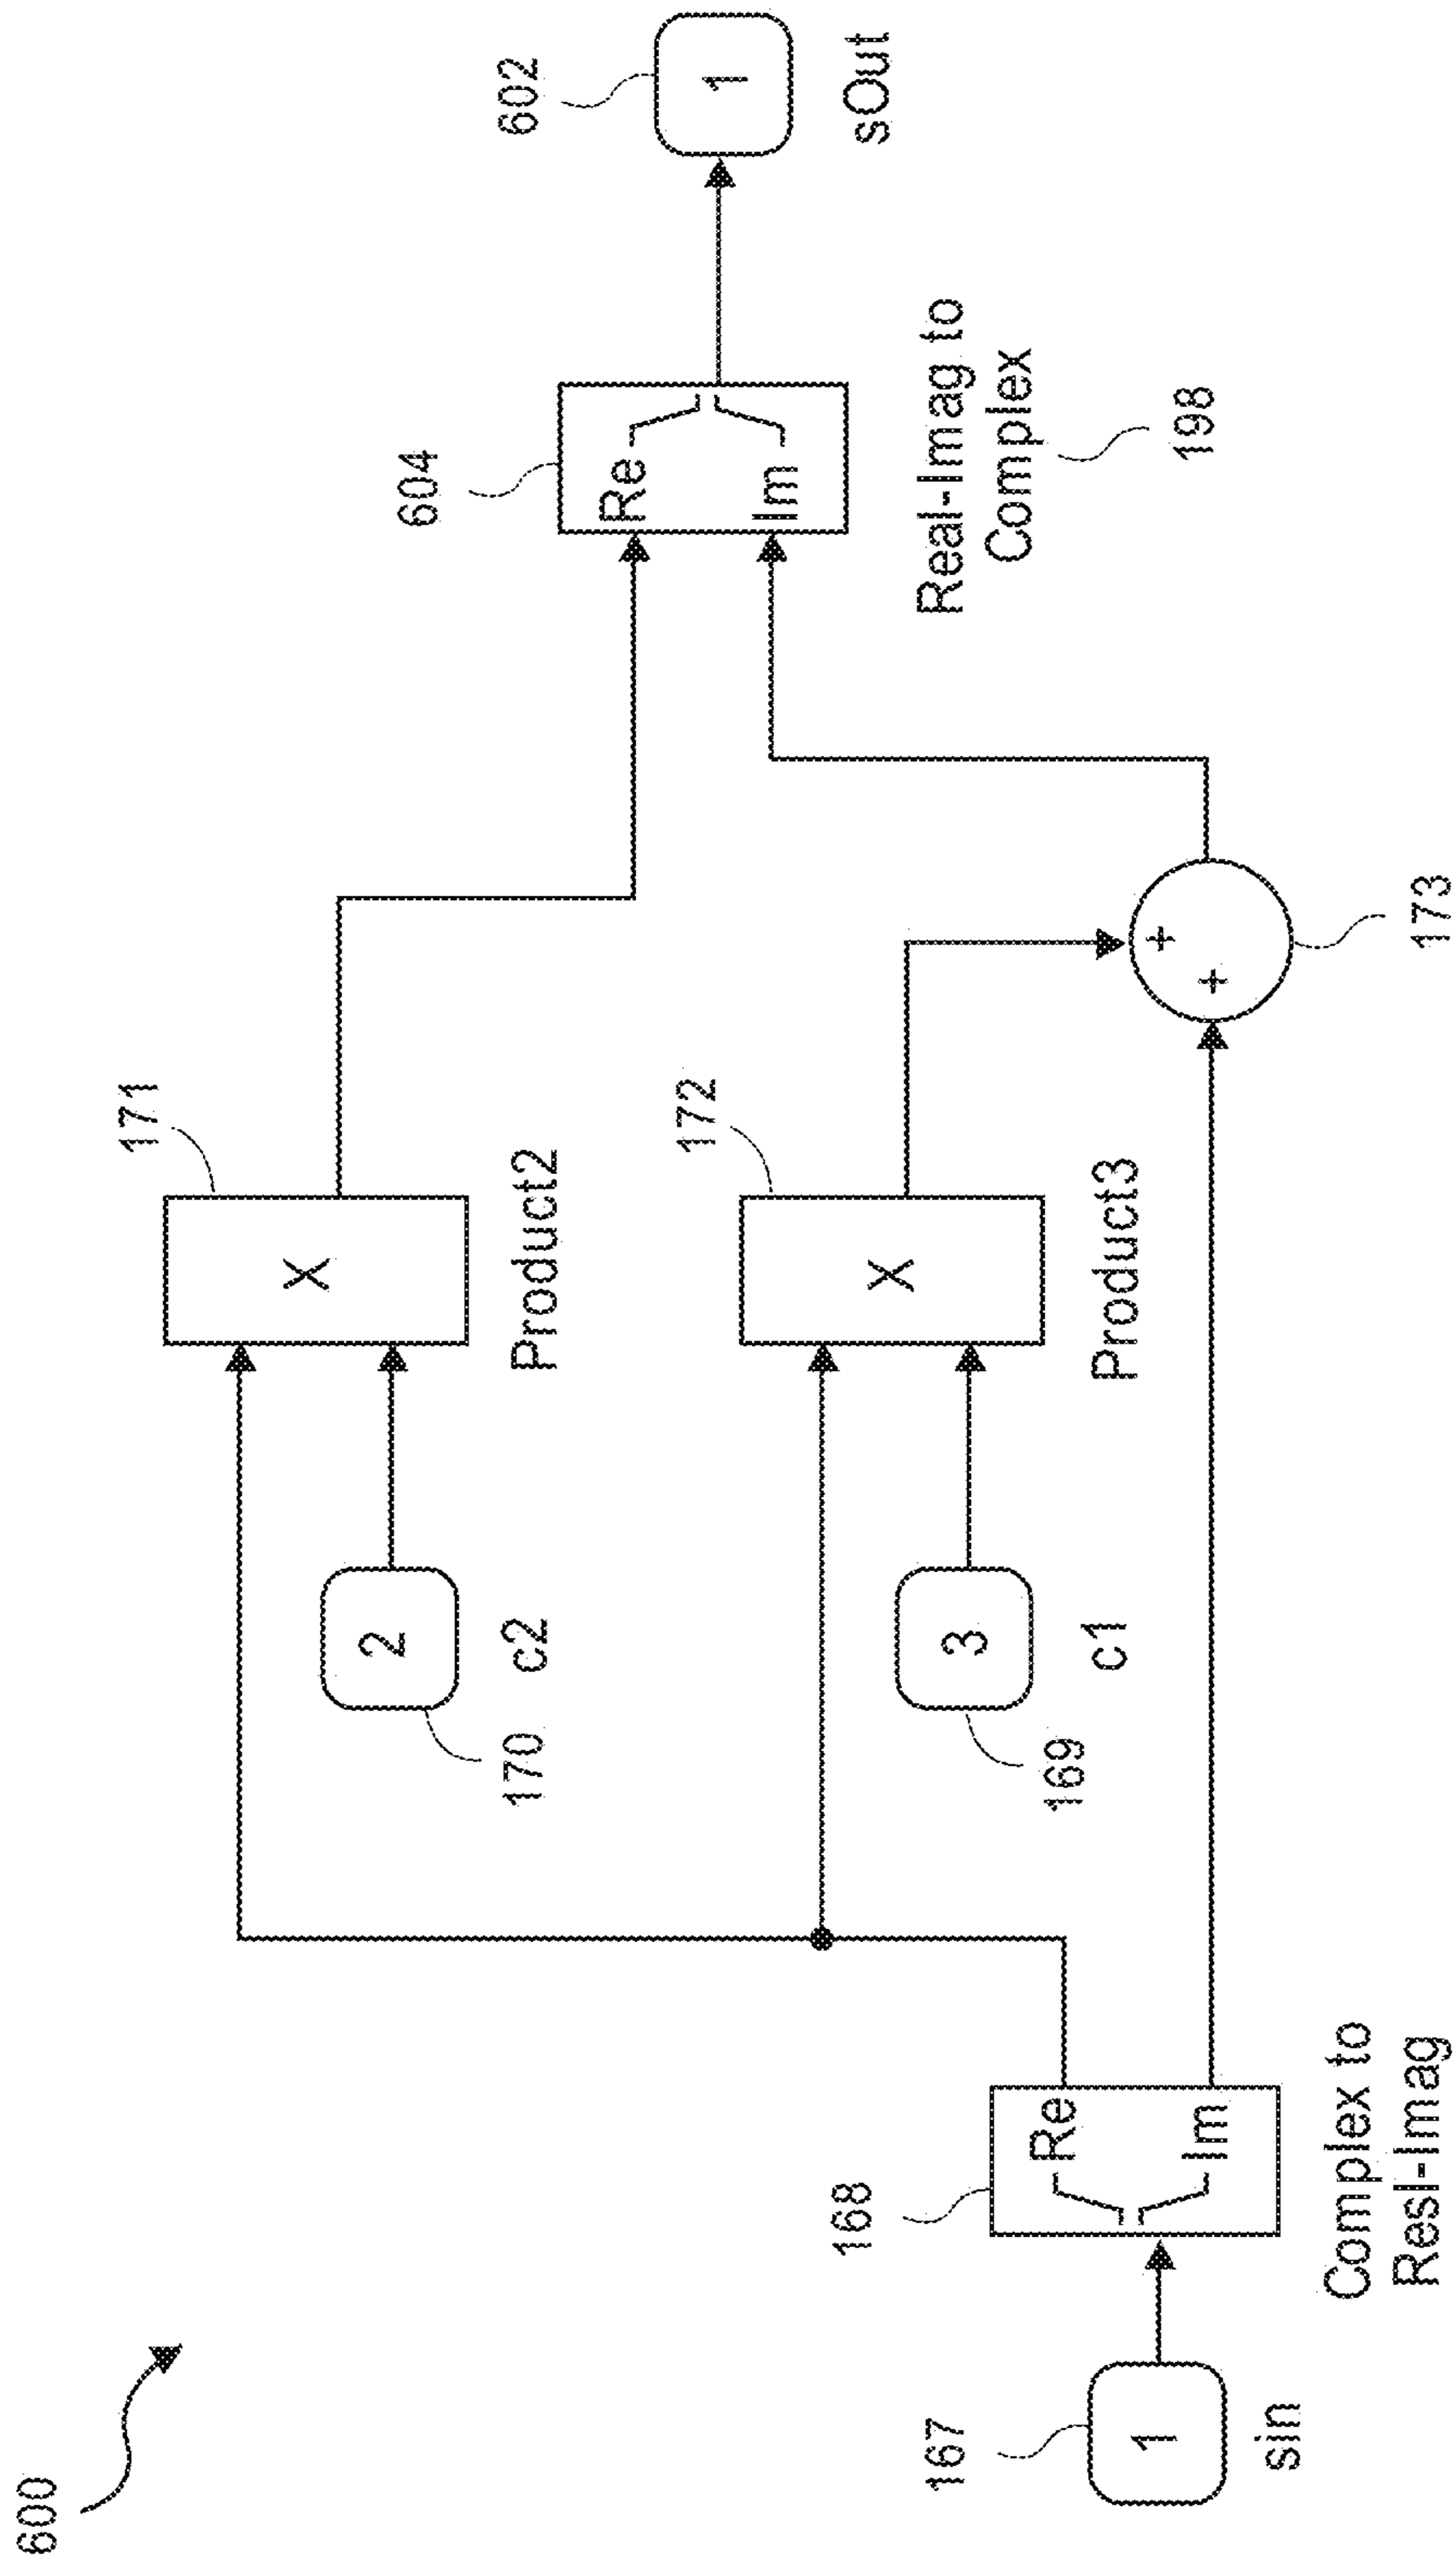 600
171
X
Product2
2
c2
170
602
1
sOut
604
Re
Im
Real-Imag to
Complex
198
172
X
Product3
3
c1
169
168
Re
Im
Complex to
Resl-Imag
167
1
sin
+
+
173